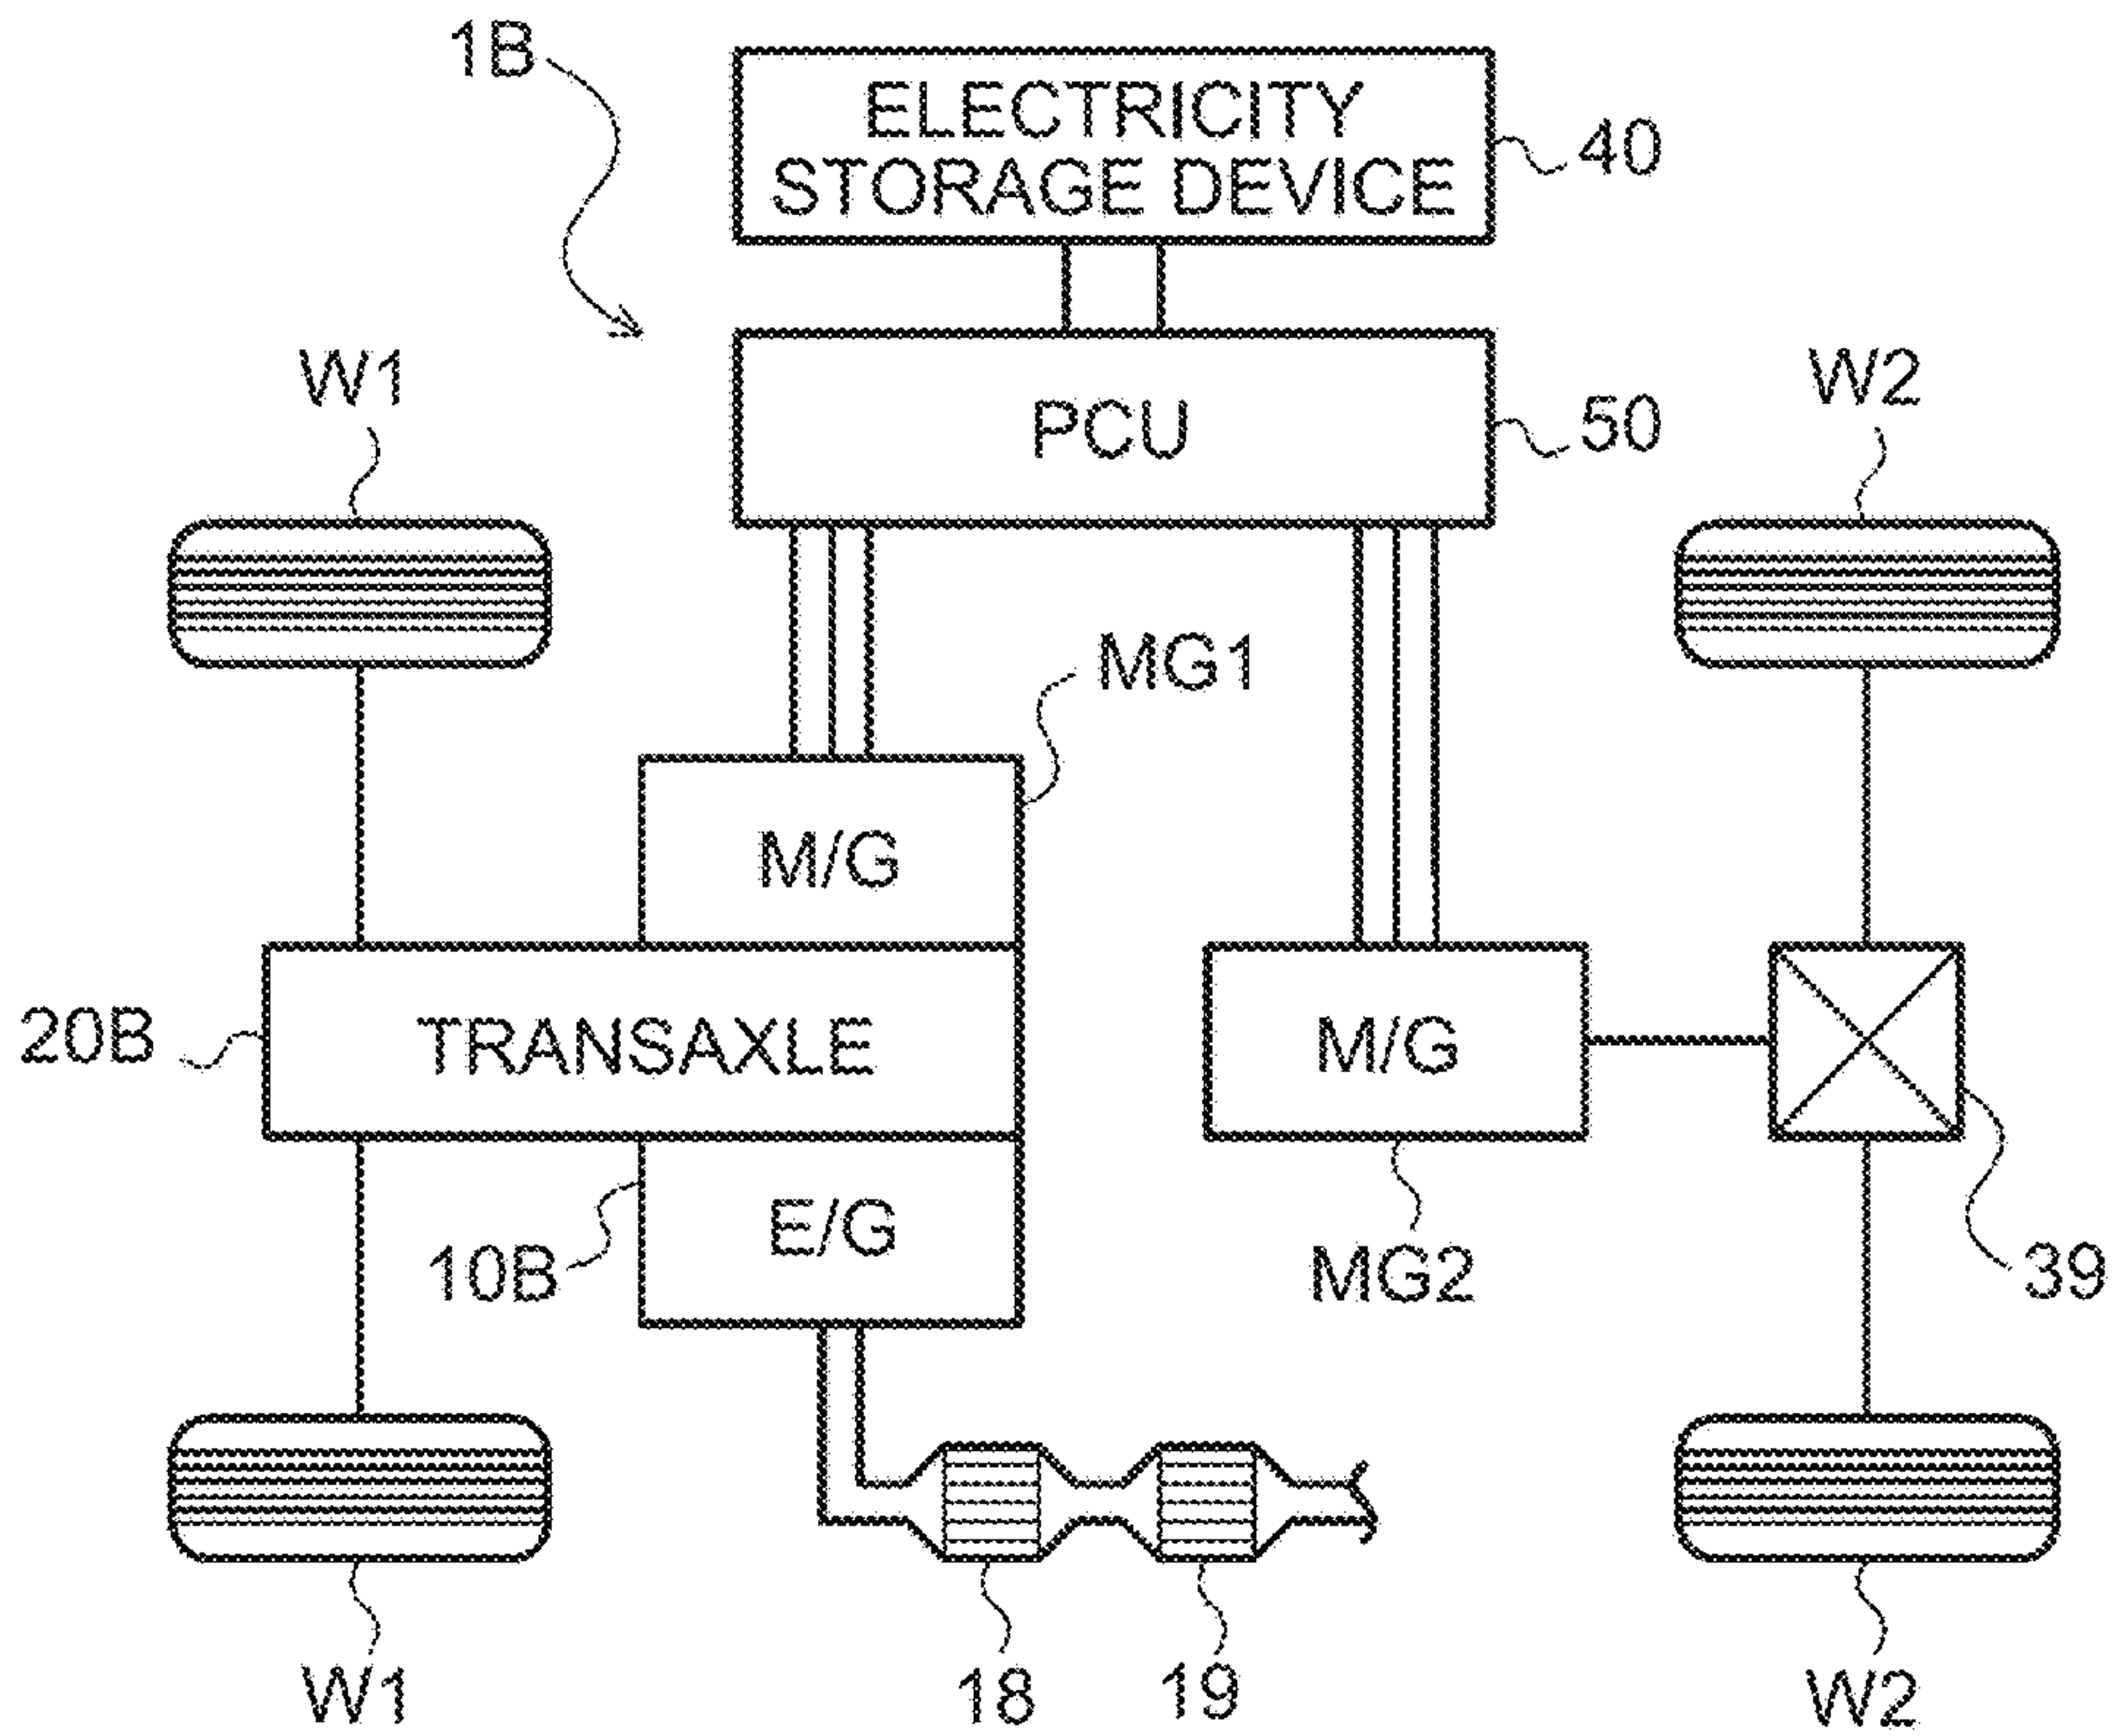 1B
ELECTRICITY
STORAGE DEVICE
40
W1
PCU
50
W2
MG1
M/G
20B
TRANSAXLE
M/G
10B
E/G
MG2
39
W1
18
19
W2